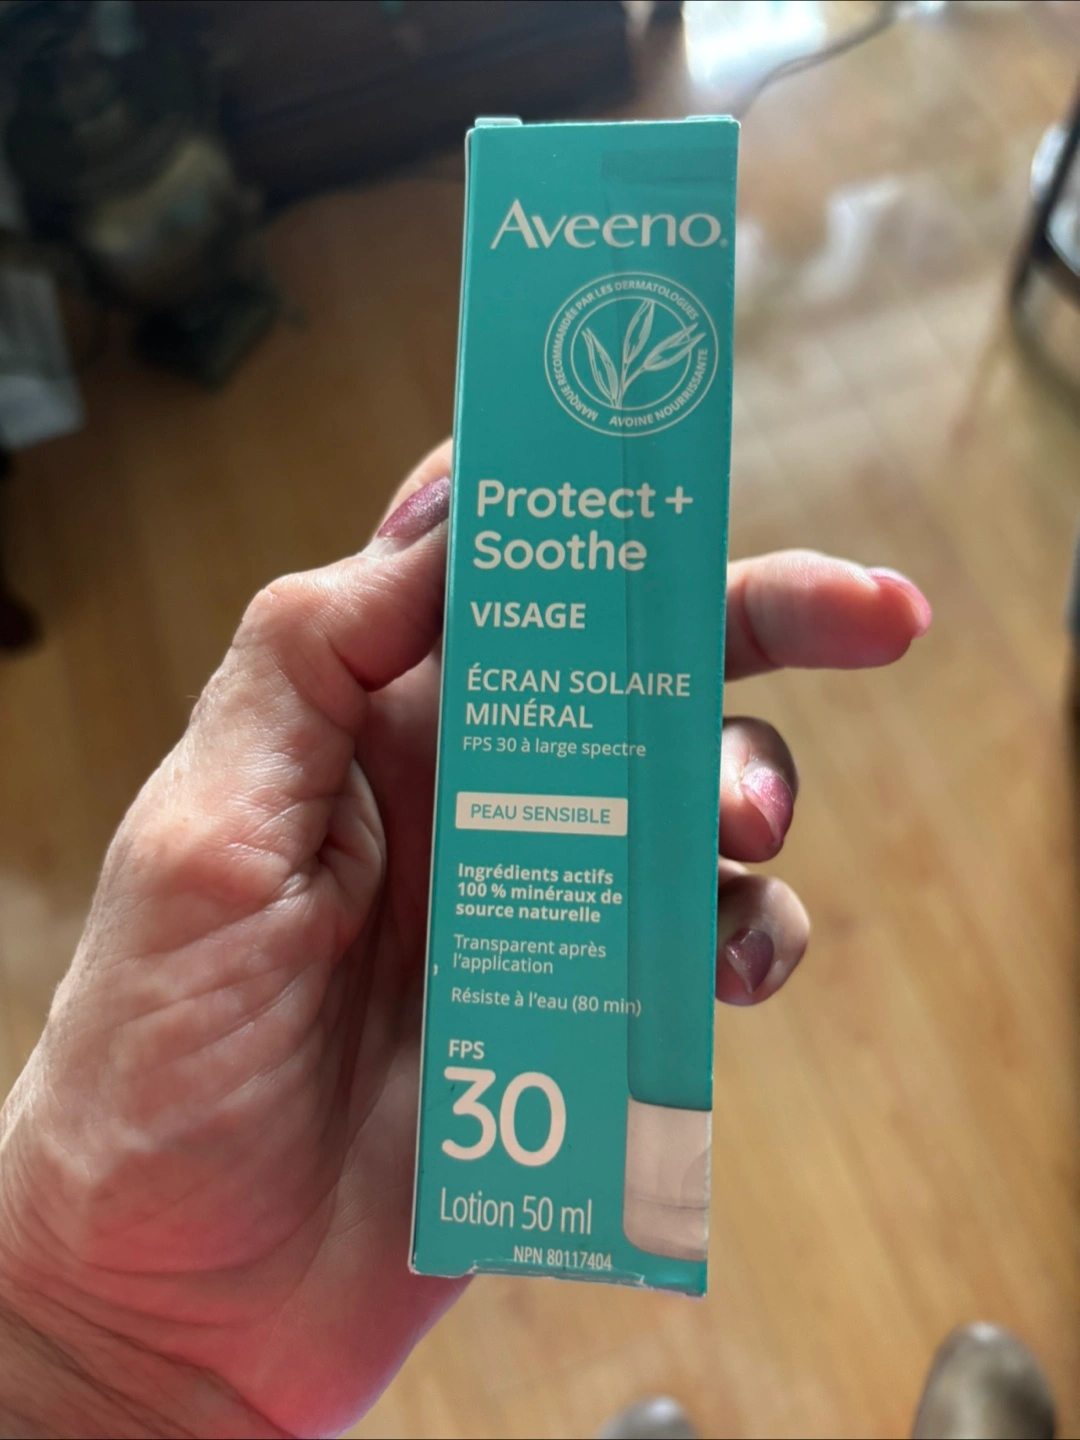 Aveeno®
MARQUE RECOMMANDÉE PAR LES DERMATOLOGUES
AVOINE NOURRISSANTE
Protect +
Soothe
VISAGE
ÉCRAN SOLAIRE
MINÉRAL
FPS 30 à large spectre
PEAU SENSIBLE
Ingrédients actifs
100 % minéraux de
source naturelle
Transparent après
l'application
Résiste à l'eau (80 min)
FPS
30
Lotion 50 ml
NPN 80117404